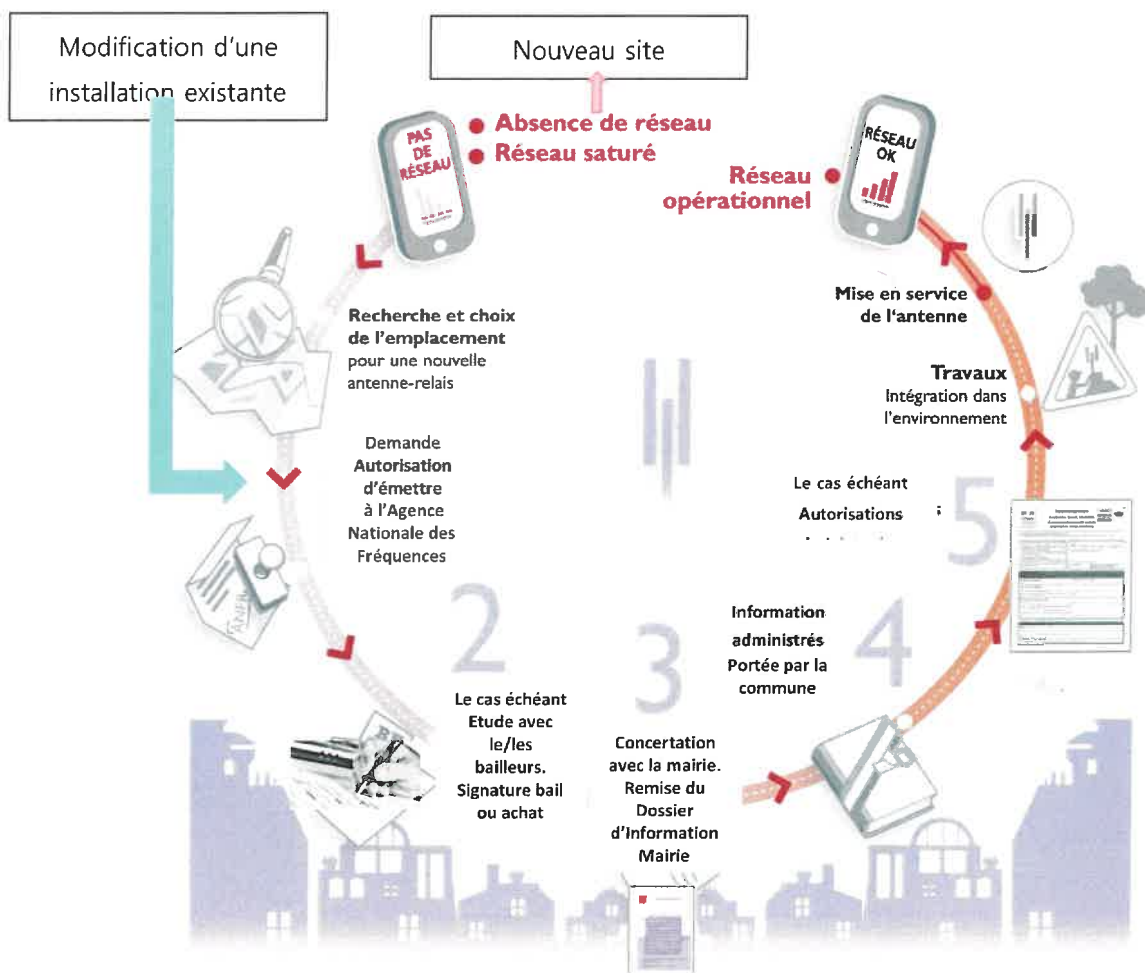 Modification d'une
installation existante
Nouveau site
PAS
DE
RÉSEAU
Absence de réseau
Réseau saturé
RÉSEAU
OK
Réseau
opérationnel
Mise en service
de l'antenne
Recherche et choix
de l'emplacement
pour une nouvelle
antenne-relais
Travaux
Intégration dans
l'environnement
Demande
Autorisation
d'émettre
à l'Agence
Nationale des
Fréquences
Le cas échéant
Autorisations
5
ANFR
2
Le cas échéant
Etude avec
le/les
bailleurs.
Signature bail
ou achat
3
Concertation
avec la mairie.
Remise du
Dossier
d'Information
Mairie
4
Information
administrés
Portée par la
commune